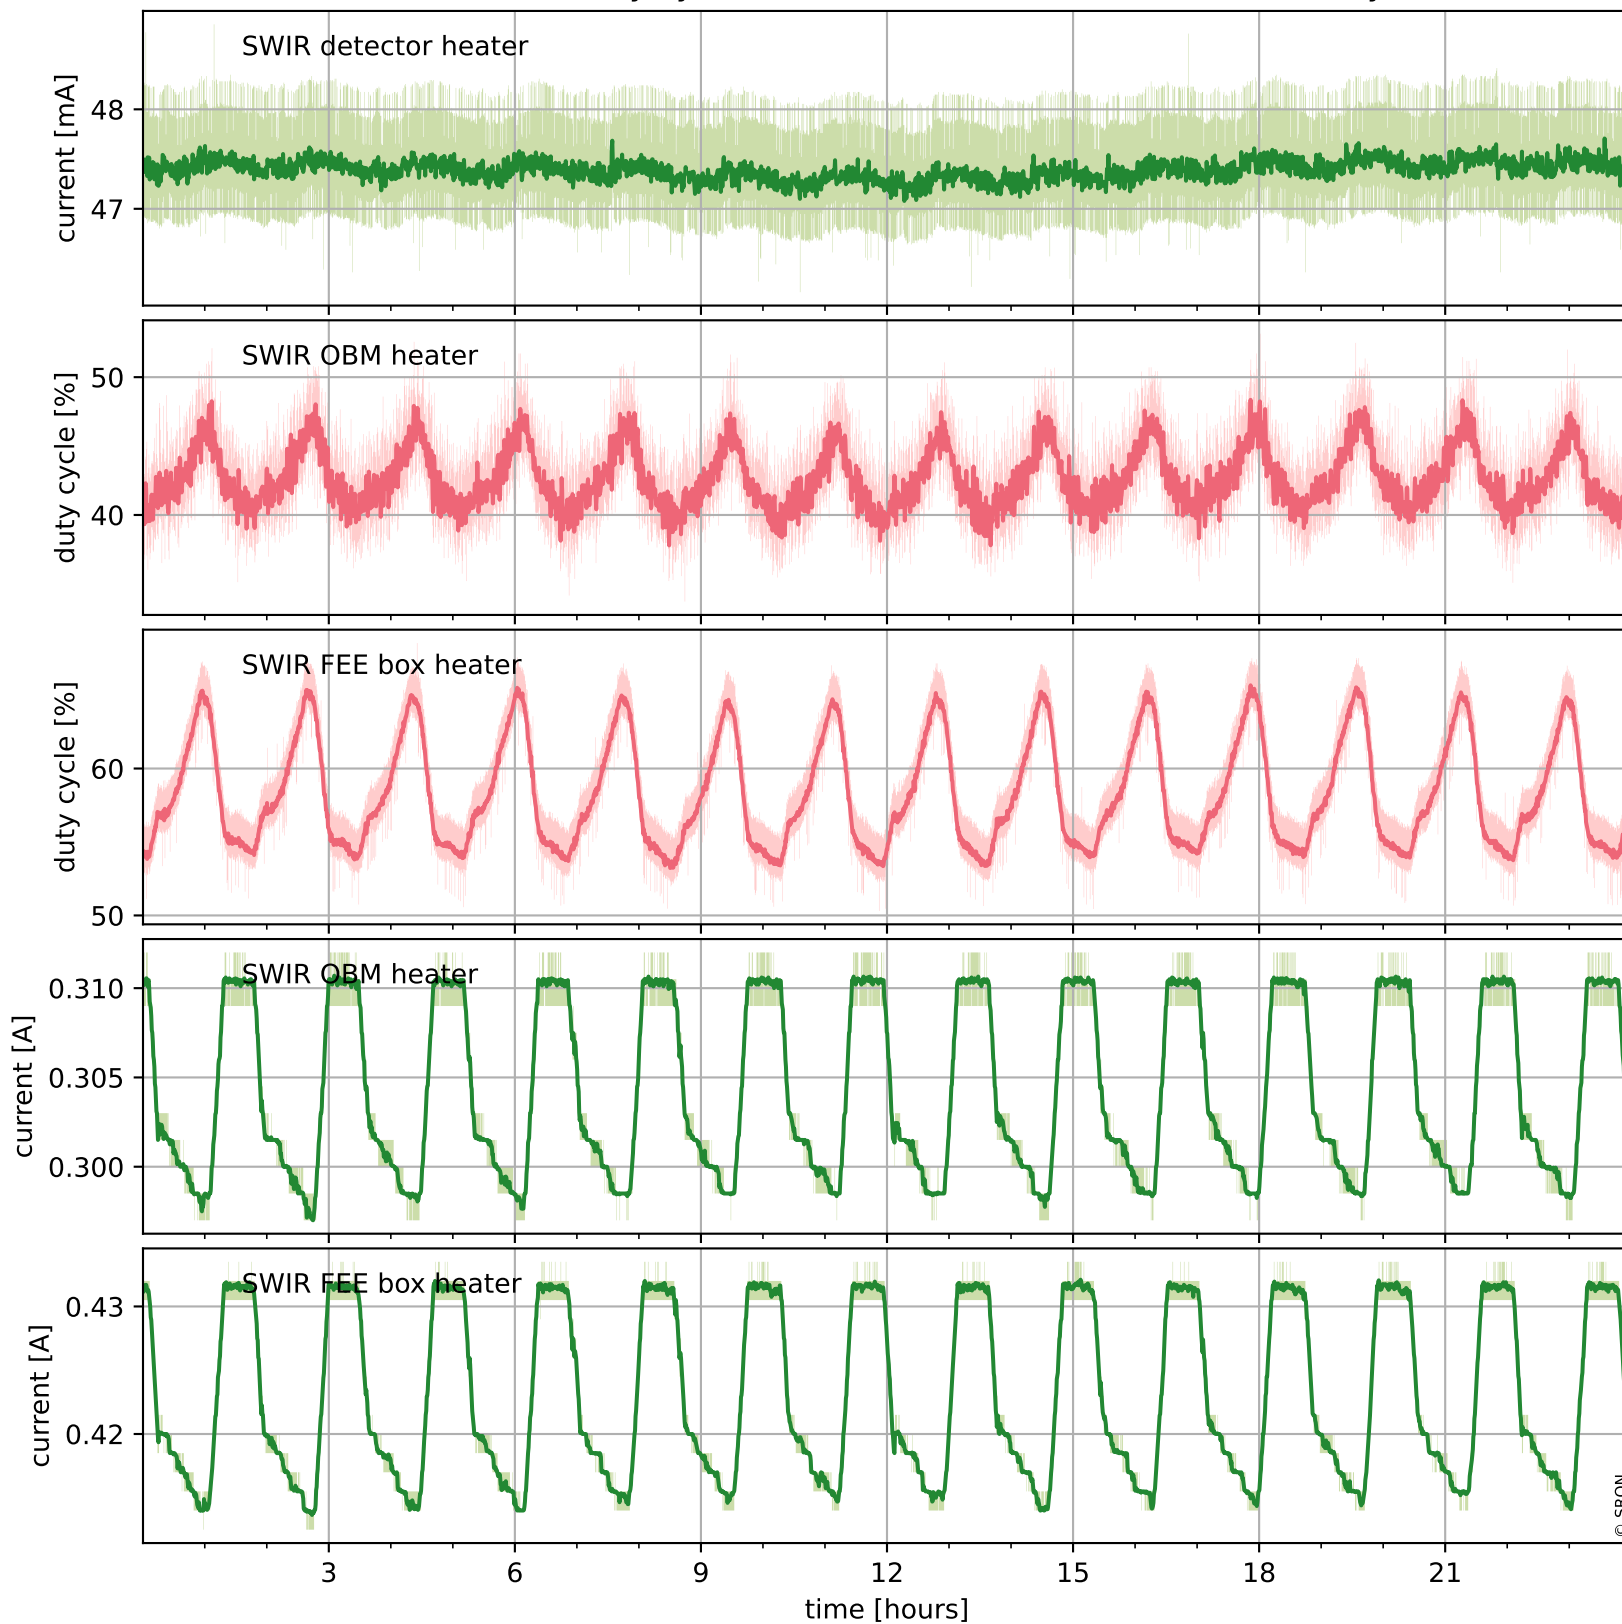 SWIR detector heater
current [mA]
48
47
SWIR OBM heater
duty cycle [%]
50
40
SWIR FEE box heater
duty cycle [%]
60
50
SWIR OBM heater
current [A]
0.310
0.305
0.300
SWIR FEE box heater
current [A]
0.43
0.42
© SRON
3 6 9 12 15 18 21
time [hours]